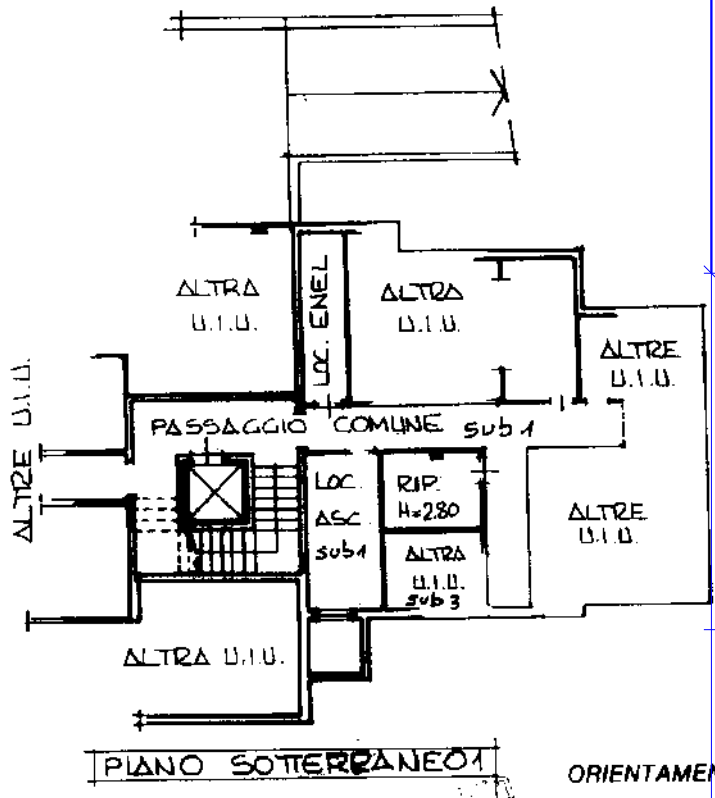 ALTRA
U.I.U.
LOC. ENEL
ALTRA
U.I.U.
ALTRE
U.I.U.
ALTRE U.I.U.
PASSAGGIO COMUNE sub 1
LOC.
ASC.
sub 1
RIP.
H=2.80
ALTRA
U.I.U.
sub 3
ALTRE
U.I.U.
ALTRA U.I.U.
PIANO SOTTERRANEO 1
ORIENTAMEN